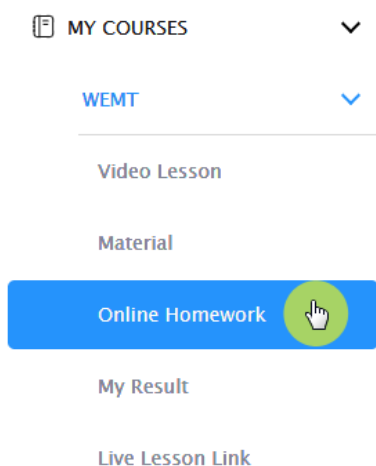 MY COURSES
WEMT
Video Lesson
Material
Online Homework
My Result
Live Lesson Link